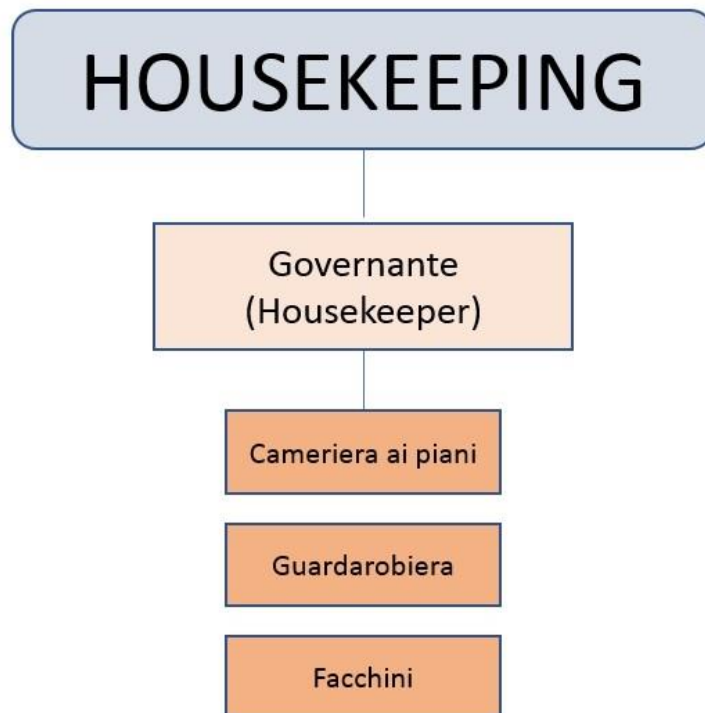 HOUSEKEEPING
Governante
(Housekeeper)
Cameriera ai piani
Guardarobiera
Facchini